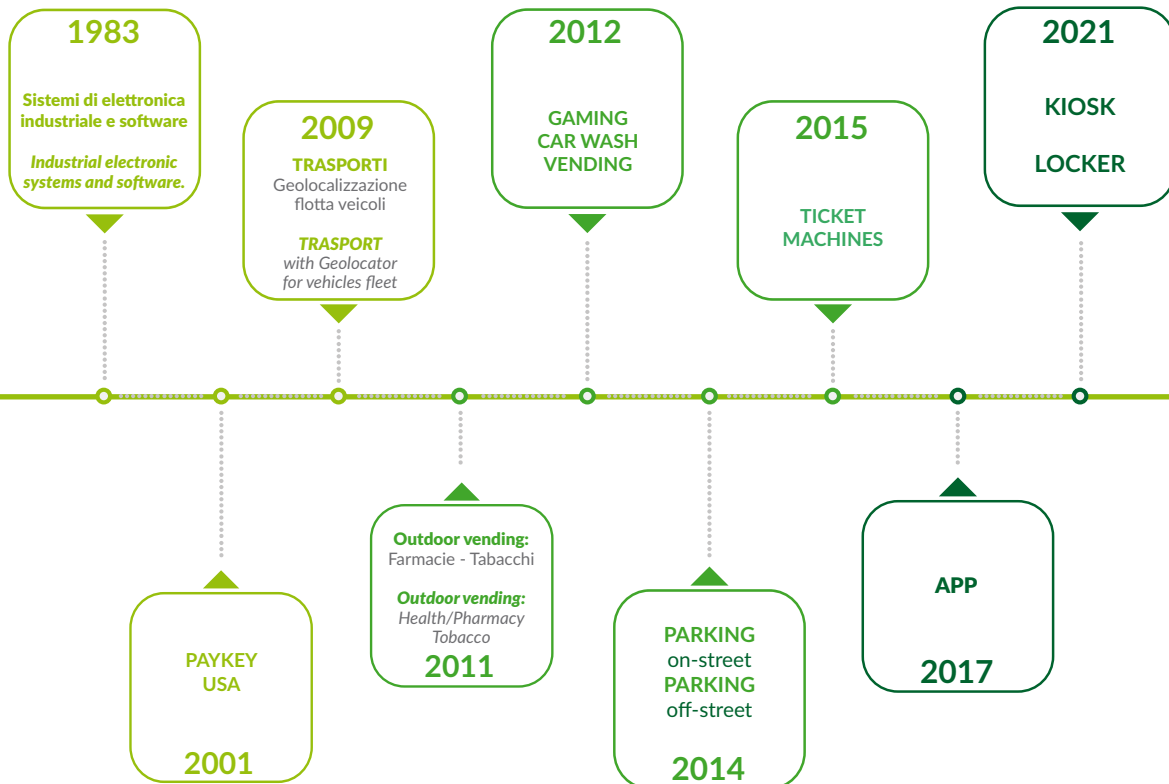 1983
Sistemi di elettronica
industriale e software
Industrial electronic
systems and software.
2001
PAYKEY
USA
2009
TRASPORTI
Geolocalizzazione
flotta veicoli
TRASPORT
with Geolocator
for vehicles fleet
Outdoor vending:
Farmacie - Tabacchi
Outdoor vending:
Health/Pharmacy
Tobacco
2011
2012
GAMING
CAR WASH
VENDING
PARKING
on-street
PARKING
off-street
2014
2015
TICKET
MACHINES
APP
2017
2021
KIOSK
LOCKER